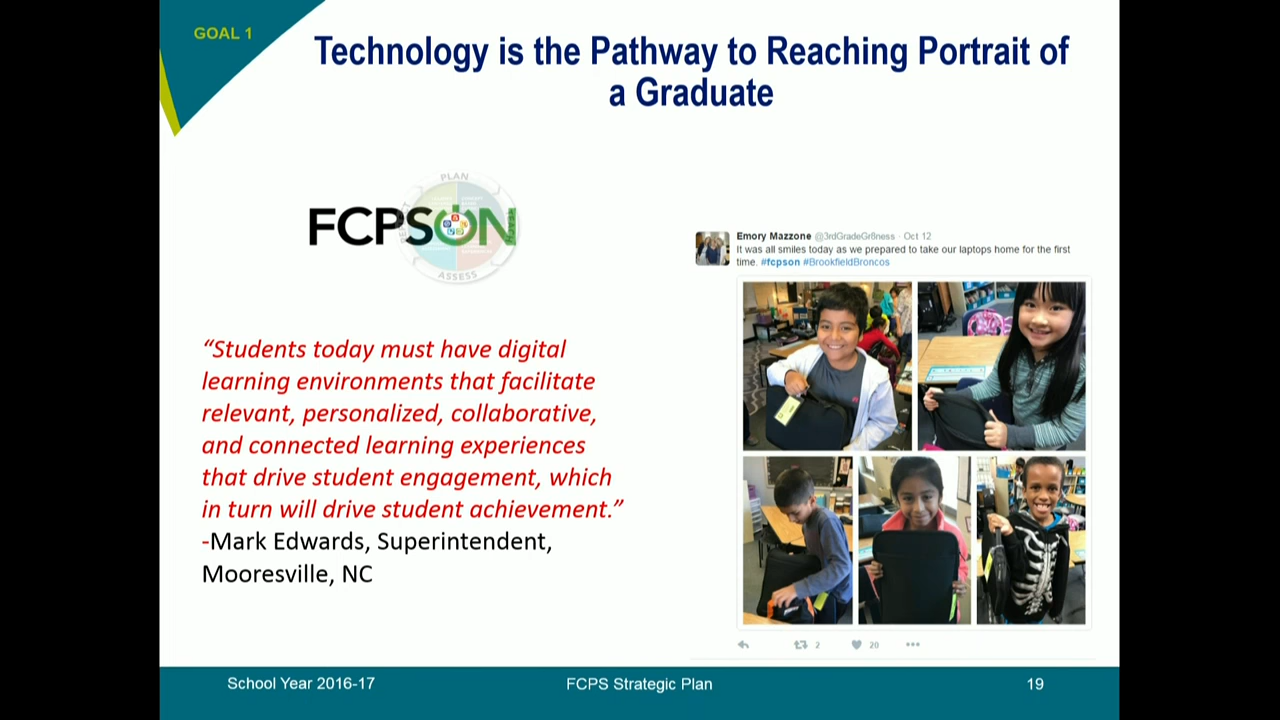 GOAL 1
Technology is the Pathway to Reaching Portrait of
a Graduate
PLAN
FCPSON
ASSESS
Emory Mazzone @3rdGradeGr8ness · Oct 12
It was all smiles today as we prepared to take our laptops home for the first
time. #fcpson #BrookfieldBroncos
“Students today must have digital
learning environments that facilitate
relevant, personalized, collaborative,
and connected learning experiences
that drive student engagement, which
in turn will drive student achievement.”
-Mark Edwards, Superintendent,
Mooresville, NC
2
20
School Year 2016-17
FCPS Strategic Plan
19